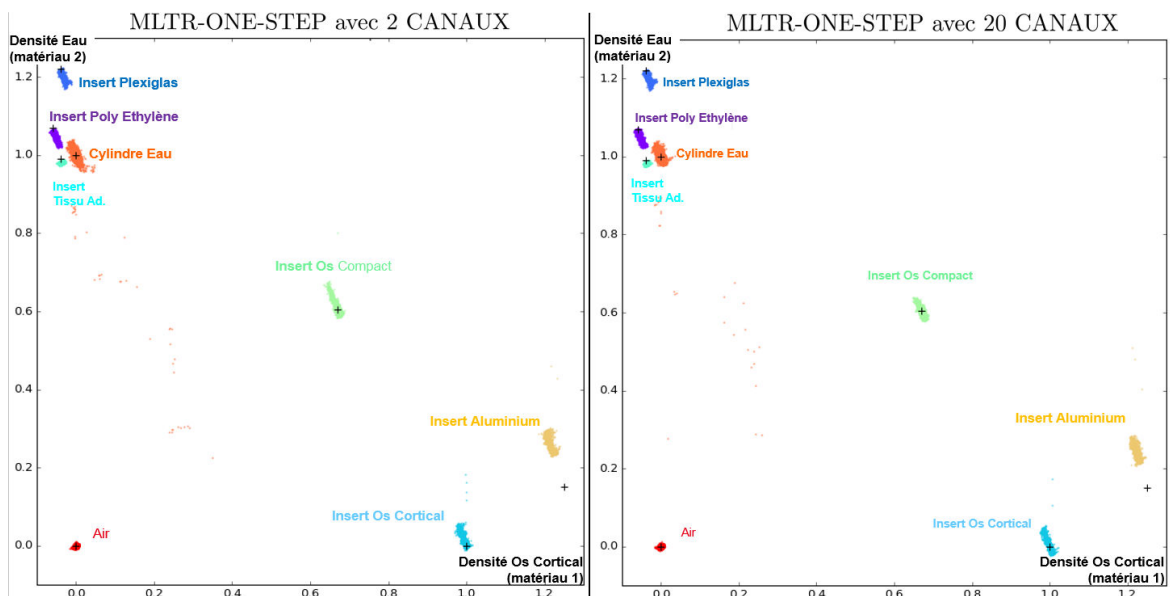 MLTR-ONE-STEP avec 2 CANAUX
Densité Eau
(matériau 2)
1.2
Insert Plexiglas
Insert Poly Ethylène
1.0
Cylindre Eau
Insert
Tissu Ad.
0.8
Insert Os Compact
0.6
0.4
Insert Aluminium
0.2
Insert Os Cortical
Air
0.0
Densité Os Cortical
(matériau 1)
0.0
0.2
0.4
0.6
0.8
1.0
1.2
MLTR-ONE-STEP avec 20 CANAUX
Densité Eau
(matériau 2)
1.2
Insert Plexiglas
Insert Poly Ethylène
1.0
Cylindre Eau
Insert
Tissu Ad.
0.8
Insert Os Compact
0.6
0.4
Insert Aluminium
0.2
Insert Os Cortical
Air
0.0
Densité Os Cortical
(matériau 1)
0.0
0.2
0.4
0.6
0.8
1.0
1.2